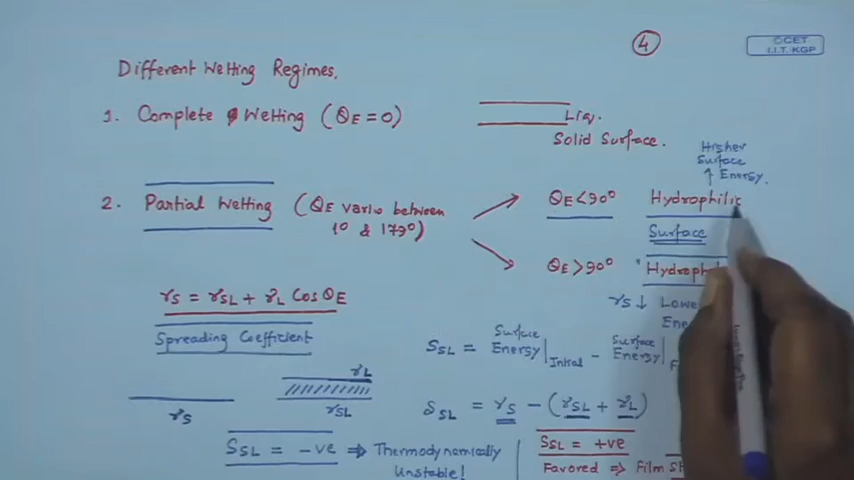 4
©CET
I.I.T. KGP
Different Wetting Regimes.
1. Complete Wetting (θE = 0)
Liq.
Solid Surface.
Higher
Surface
↑ Energy.
2. Partial Wetting (θE varies between
1° & 179°)
θE < 90° Hydrophilic
Surface
θE > 90° "Hydroph
γS ↓ Lowe
Ene
γS = γSL + γL Cos θE
Spreading Coefficient
SSL = Surface Energy | Initial - Surface Energy |
γS
γL
γSL
SSL = γS - (γSL + γL)
SSL = -ve ⇒ Thermodynamically
Unstable!
SSL = +ve
Favored ⇒ Film